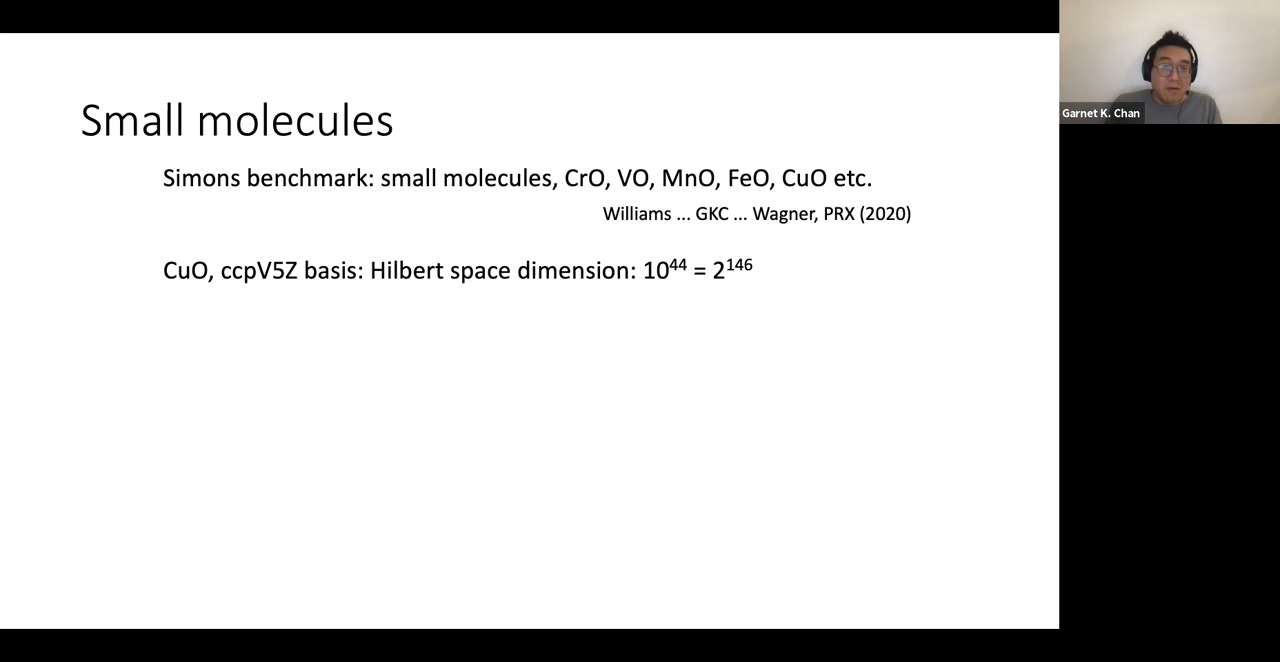 Small molecules
Simons benchmark: small molecules, CrO, VO, MnO, FeO, CuO etc.
Williams ... GKC ... Wagner, PRX (2020)
CuO, ccpV5Z basis: Hilbert space dimension: 10⁴⁴ = 2¹⁴⁶
Garnet K. Chan